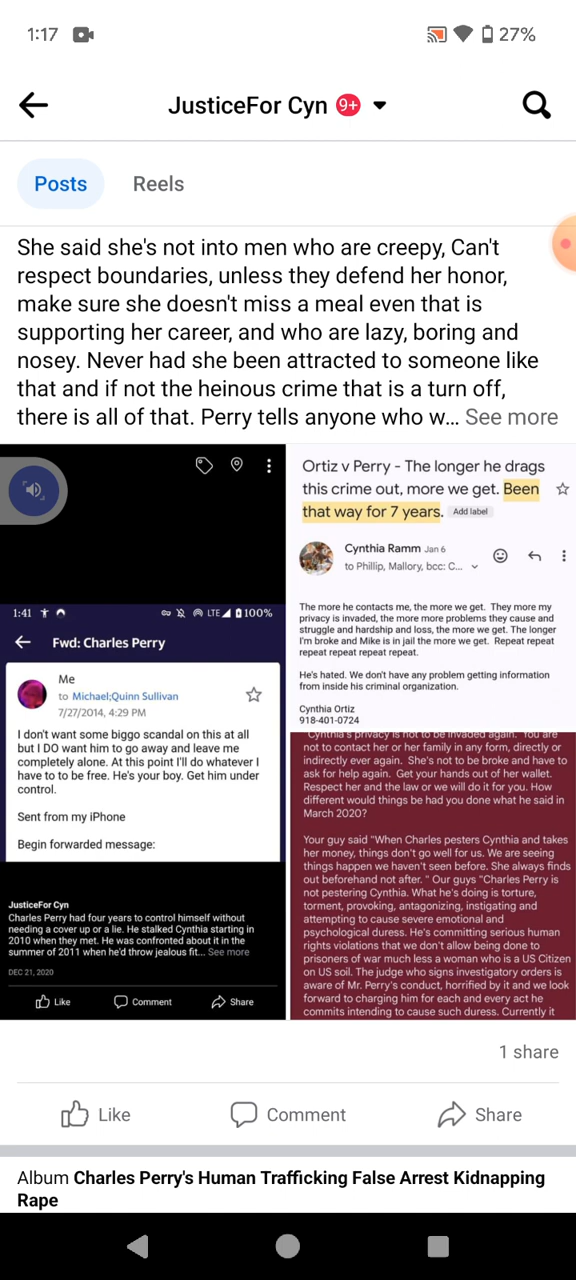 1:17
27%
JusticeFor Cyn 9+
Posts
Reels
She said she's not into men who are creepy, Can't
respect boundaries, unless they defend her honor,
make sure she doesn't miss a meal even that is
supporting her career, and who are lazy, boring and
nosey. Never had she been attracted to someone like
that and if not the heinous crime that is a turn off,
there is all of that. Perry tells anyone who w... See more
1:41
LTE 100%
Fwd: Charles Perry
Me
to Michael;Quinn Sullivan
7/27/2014, 4:29 PM
I don't want some biggo scandal on this at all
but I DO want him to go away and leave me
completely alone. At this point I'll do whatever I
have to to be free. He's your boy. Get him under
control.
Sent from my iPhone
Begin forwarded message:
JusticeFor Cyn
Charles Perry had four years to control himself without
needing a cover up or a lie. He stalked Cynthia starting in
2010 when they met. He was confronted about it in the
summer of 2011 when he'd throw jealous fit... See more
DEC 21, 2020
Like
Comment
Share
Ortiz v Perry - The longer he drags
this crime out, more we get. Been
that way for 7 years. Add label
Cynthia Ramm Jan 6
to Phillip, Mallory, bcc: C...
The more he contacts me, the more we get. They more my
privacy is invaded, the more more problems they cause and
struggle and hardship and loss, the more we get. The longer
I'm broke and Mike is in jail the more we get. Repeat repeat
repeat repeat repeat repeat.
He's hated. We don't have any problem getting information
from inside his criminal organization.
Cynthia Ortiz
918-401-0724
Cynthia's privacy is not to be invaded again. You are
not to contact her or her family in any form, directly or
indirectly ever again. She's not to be broke and have to
ask for help again. Get your hands out of her wallet.
Respect her and the law or we will do it for you. How
different would things be had you done what he said in
March 2020?
Your guy said "When Charles pesters Cynthia and takes
her money, things don't go well for us. We are seeing
things happen we haven't seen before. She always finds
out beforehand not after. " Our guys "Charles Perry is
not pestering Cynthia. What he's doing is torture,
torment, provoking, antagonizing, instigating and
attempting to cause severe emotional and
psychological duress. He's committing serious human
rights violations that we don't allow being done to
prisoners of war much less a woman who is a US Citizen
on US soil. The judge who signs investigatory orders is
aware of Mr. Perry's conduct, horrified by it and we look
forward to charging him for each and every act he
commits intending to cause such duress. Currently it
1 share
Like
Comment
Share
Album Charles Perry's Human Trafficking False Arrest Kidnapping
Rape